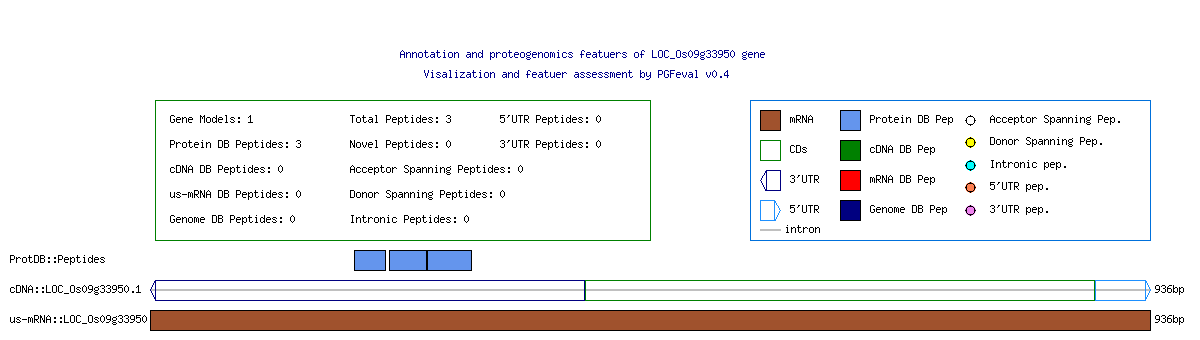 Annotation and proteogenomics featuers of LOC_Os09g33950 gene
Visalization and featuer assessment by PGFeval v0.4
Gene Models: 1 Total Peptides: 3 5'UTR Peptides: 0
Protein DB Peptides: 3 Novel Peptides: 0 3'UTR Peptides: 0
cDNA DB Peptides: 0 Acceptor Spanning Peptides: 0
us-mRNA DB Peptides: 0 Donor Spanning Peptides: 0
Genome DB Peptides: 0 Intronic Peptides: 0
mRNA Protein DB Pep Acceptor Spanning Pep.
CDs cDNA DB Pep Donor Spanning Pep.
3'UTR mRNA DB Pep Intronic pep.
5'UTR Genome DB Pep 5'UTR pep.
intron 3'UTR pep.
ProtDB::Peptides
cDNA::LOC_Os09g33950.1 936bp
us-mRNA::LOC_Os09g33950 936bp